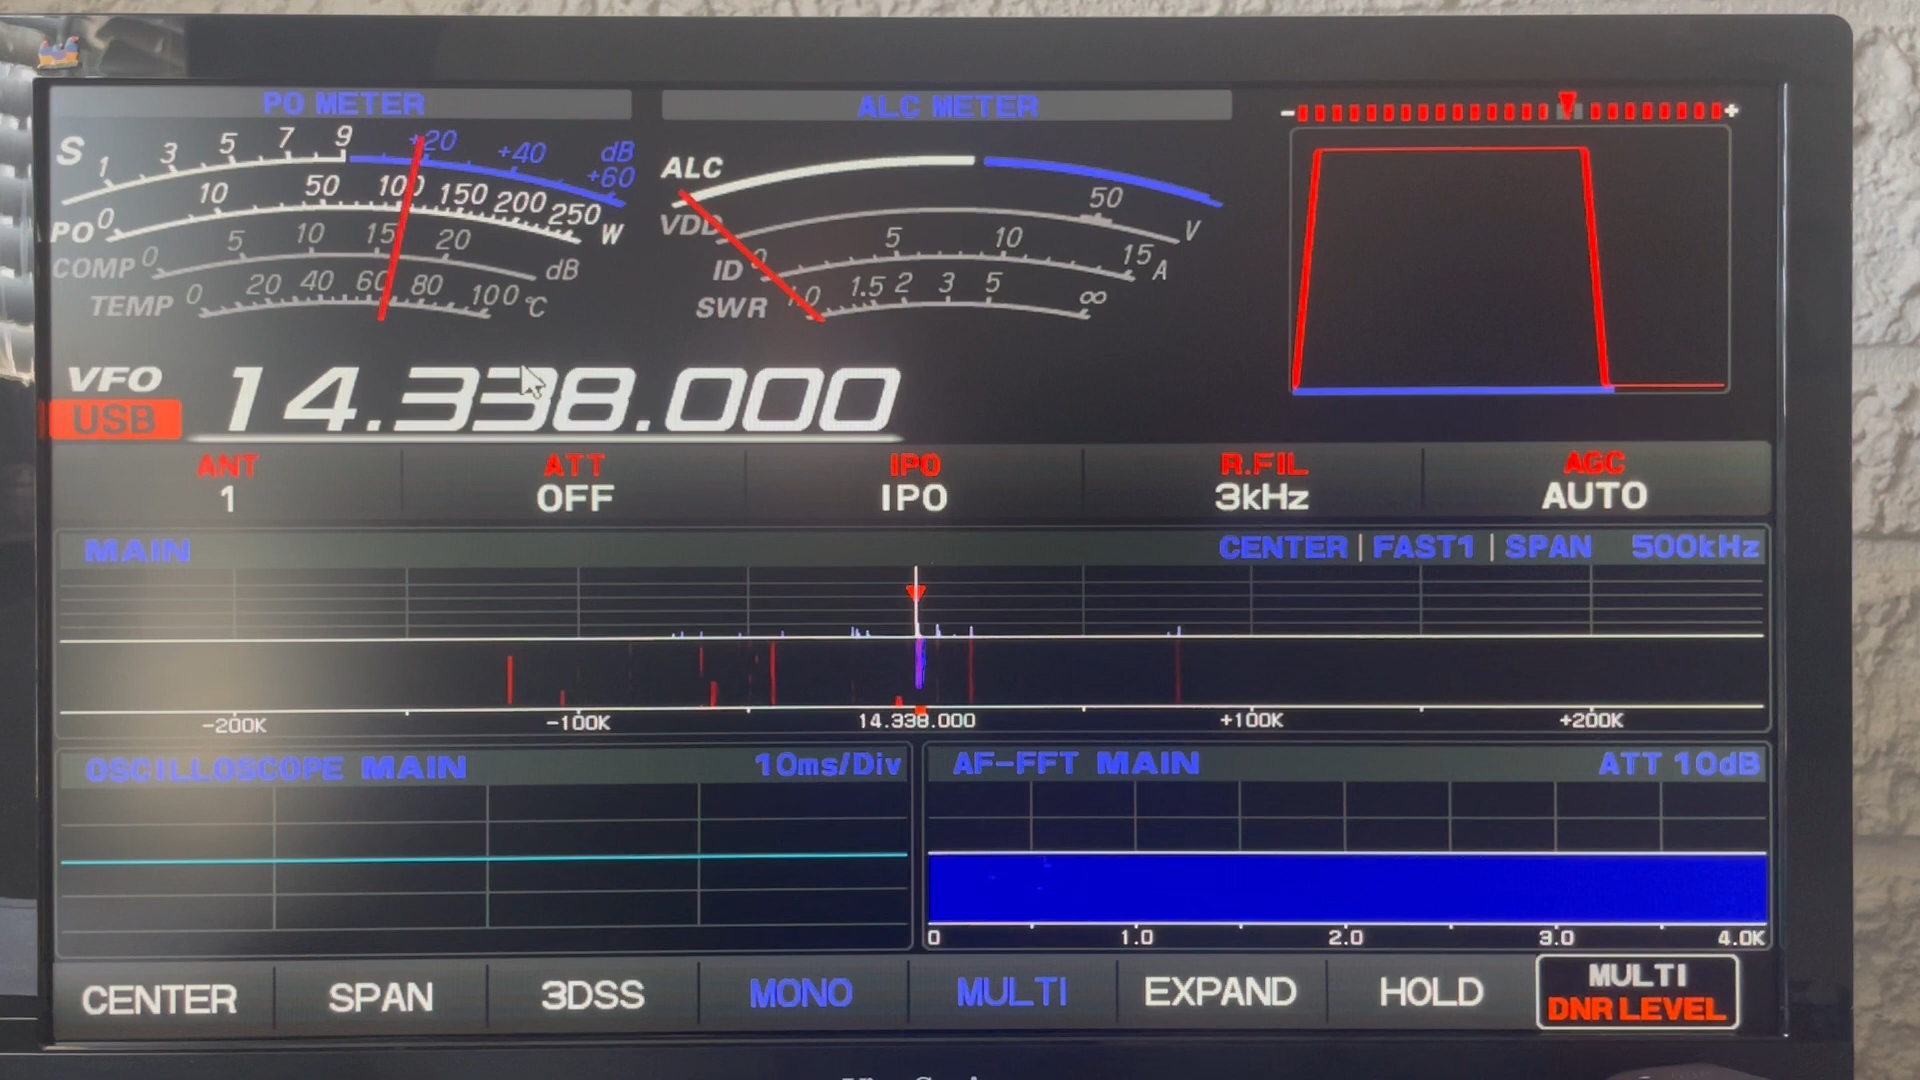 PO METER
S 1 3 5 7 9 +20 +40 +60 dB
PO 0 10 50 100 150 200 250 W
COMP 0 5 10 15 20 dB
TEMP 0 20 40 60 80 100 °C
ALC METER
ALC
VDD 50 V
ID 0 5 10 15 A
SWR 1.0 1.5 2 3 5 ∞
- +
VFO
USB
14.338.000
ANT ATT IPO R.FIL AGC
1 OFF IPO 3kHz AUTO
MAIN CENTER | FAST1 | SPAN 500kHz
-200K -100K 14.338.000 +100K +200K
OSCILLOSCOPE MAIN 10ms/Div
AF-FFT MAIN ATT 10dB
0 1.0 2.0 3.0 4.0K
CENTER SPAN 3DSS MONO MULTI EXPAND HOLD MULTI
DNR LEVEL